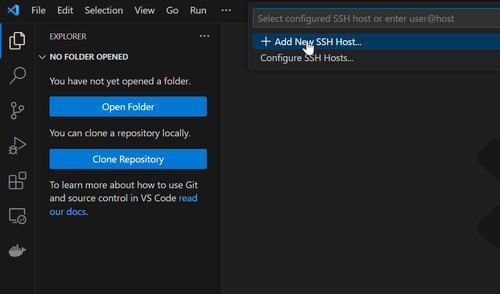 File Edit Selection View Go Run ···
Select configured SSH host or enter user@host
+ Add New SSH Host...
Configure SSH Hosts...
EXPLORER ···
NO FOLDER OPENED
You have not yet opened a folder.
Open Folder
You can clone a repository locally.
Clone Repository
To learn more about how to use Git
and source control in VS Code read
our docs.